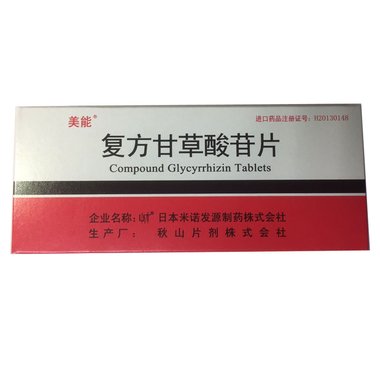 美能®
进口药品注册证号: H20130148
复方甘草酸苷片
Compound Glycyrrhizin Tablets
企业名称: 日本米诺发源制药株式会社
生产厂: 秋山片剂株式会社